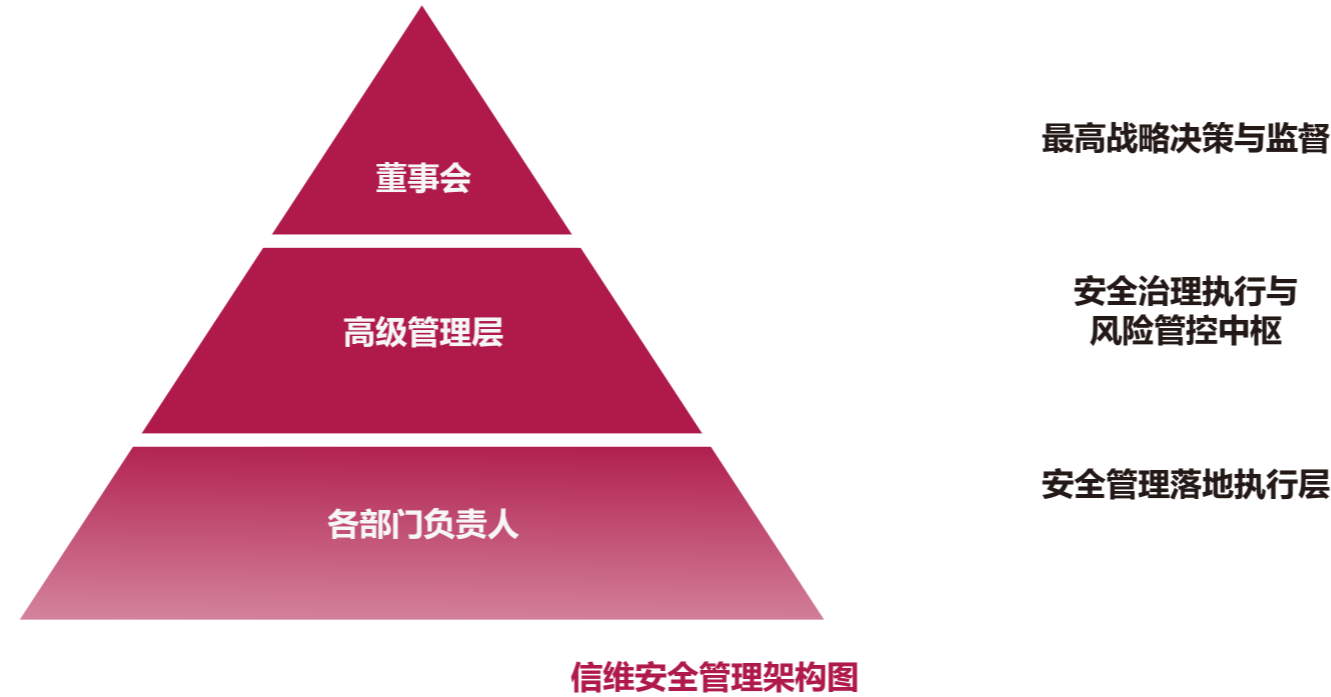 董事会
最高战略决策与监督
高级管理层
安全治理执行与
风险管控中枢
各部门负责人
安全管理落地执行层
信维安全管理架构图